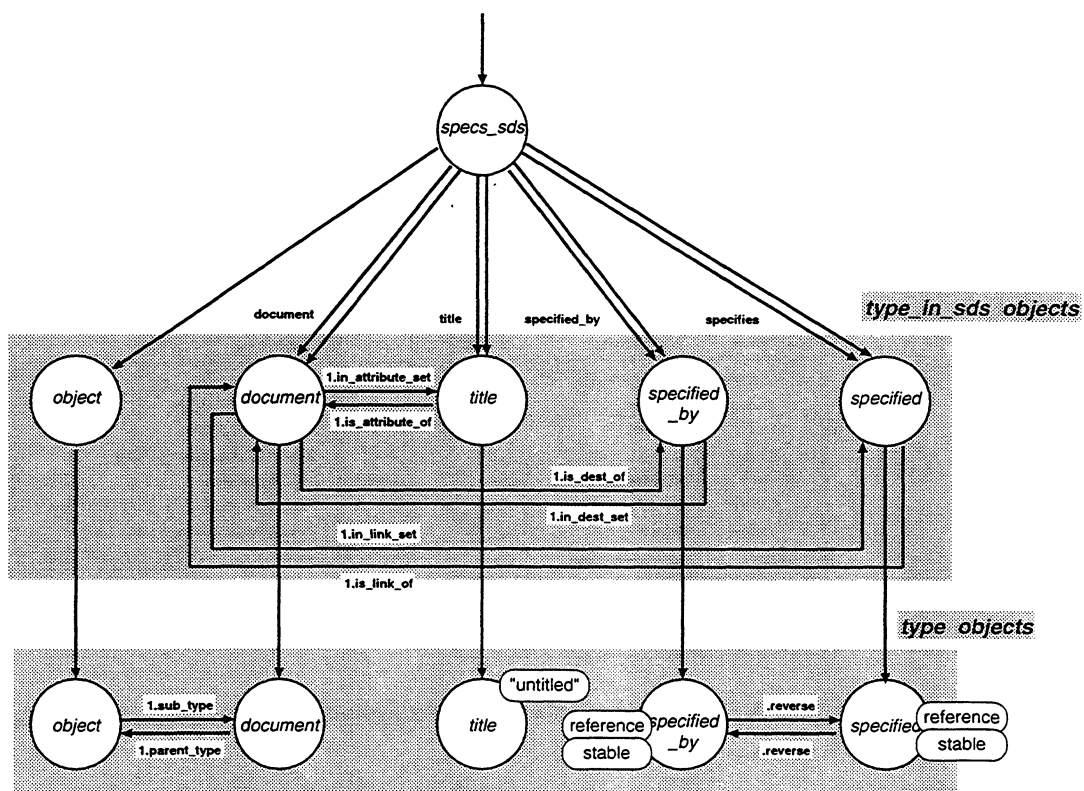 specs_sds
type_in_sds objects
document
title
specified_by
specifies
object
document
1.in_attribute_set
1.is_attribute_of
title
specified
_by
specified
1.is_dest_of
1.in_dest_set
1.in_link_set
1.is_link_of
type objects
object
1.sub_type
1.parent_type
document
title
"untitled"
reference
stable
specified
_by
.reverse
.reverse
specified
reference
stable